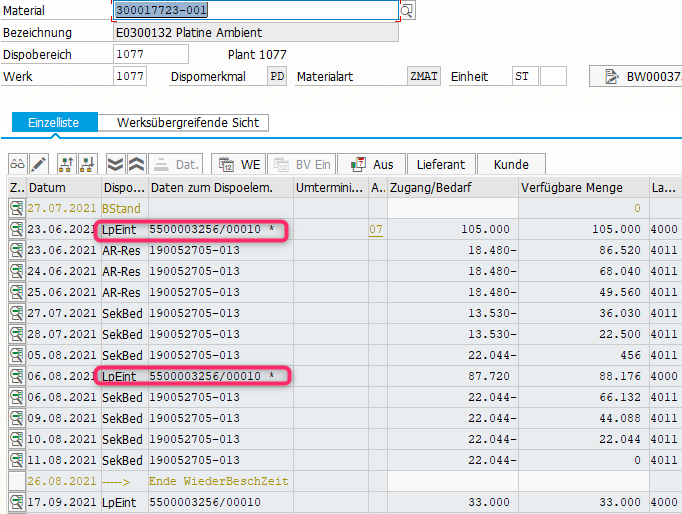 Material 300017723-001
Bezeichnung E0300132 Platine Ambient
Dispobereich 1077 Plant 1077
Werk 1077 Dispomerkmal PD Materialart ZMAT Einheit ST BW00037
Einzelliste Werksübergreifende Sicht
Dat. 12 WE 12 BV Ein Aus Lieferant Kunde
Z... Datum Dispo... Daten zum Dispoelem. Umtermini... A.. Zugang/Bedarf Verfügbare Menge La...
27.07.2021 BStand 0
23.06.2021 LpEint 5500003256/00010 * 07 105.000 105.000 4000
23.06.2021 AR-Res 190052705-013 18.480- 86.520 4011
24.06.2021 AR-Res 190052705-013 18.480- 68.040 4011
25.06.2021 AR-Res 190052705-013 18.480- 49.560 4011
27.07.2021 SekBed 190052705-013 13.530- 36.030 4011
28.07.2021 SekBed 190052705-013 13.530- 22.500 4011
05.08.2021 SekBed 190052705-013 22.044- 456 4011
06.08.2021 LpEint 5500003256/00010 * 87.720 88.176 4000
06.08.2021 SekBed 190052705-013 22.044- 66.132 4011
09.08.2021 SekBed 190052705-013 22.044- 44.088 4011
10.08.2021 SekBed 190052705-013 22.044- 22.044 4011
11.08.2021 SekBed 190052705-013 22.044- 0 4011
26.08.2021 -----> Ende WiederBeschZeit
17.09.2021 LpEint 5500003256/00010 33.000 33.000 4000